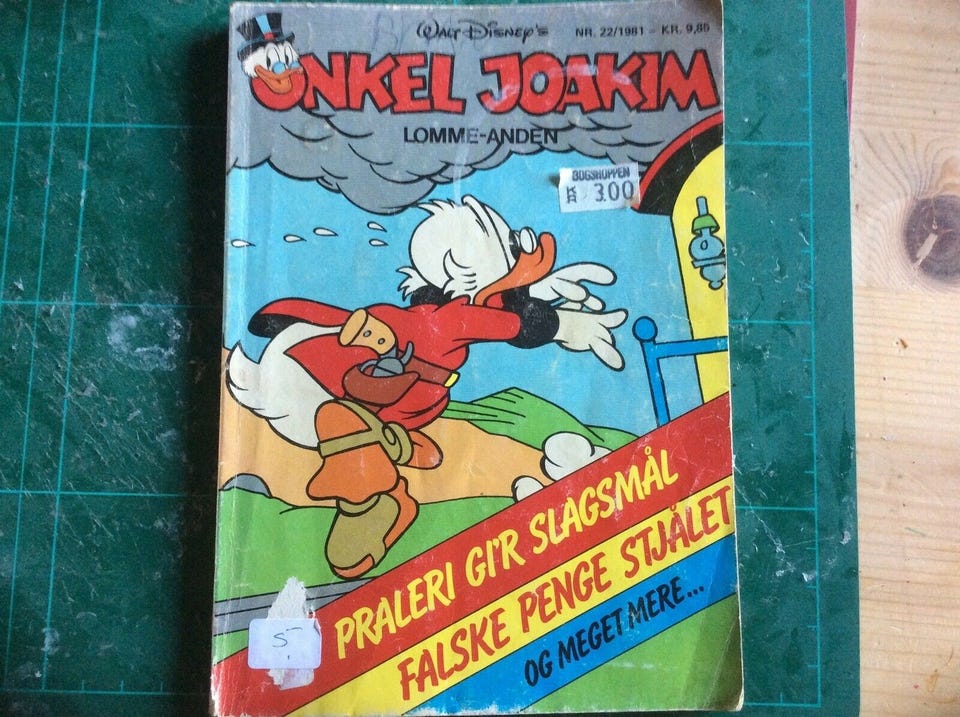 WALT DISNEY'S
NR. 22/1981 - KR. 9,85
ONKEL JOAKIM
LOMME-ANDEN
BOGSHOPPEN
3.00
PRALERI GI'R SLAGSMÅL
FALSKE PENGE STJÅLET
OG MEGET MERE...
5-